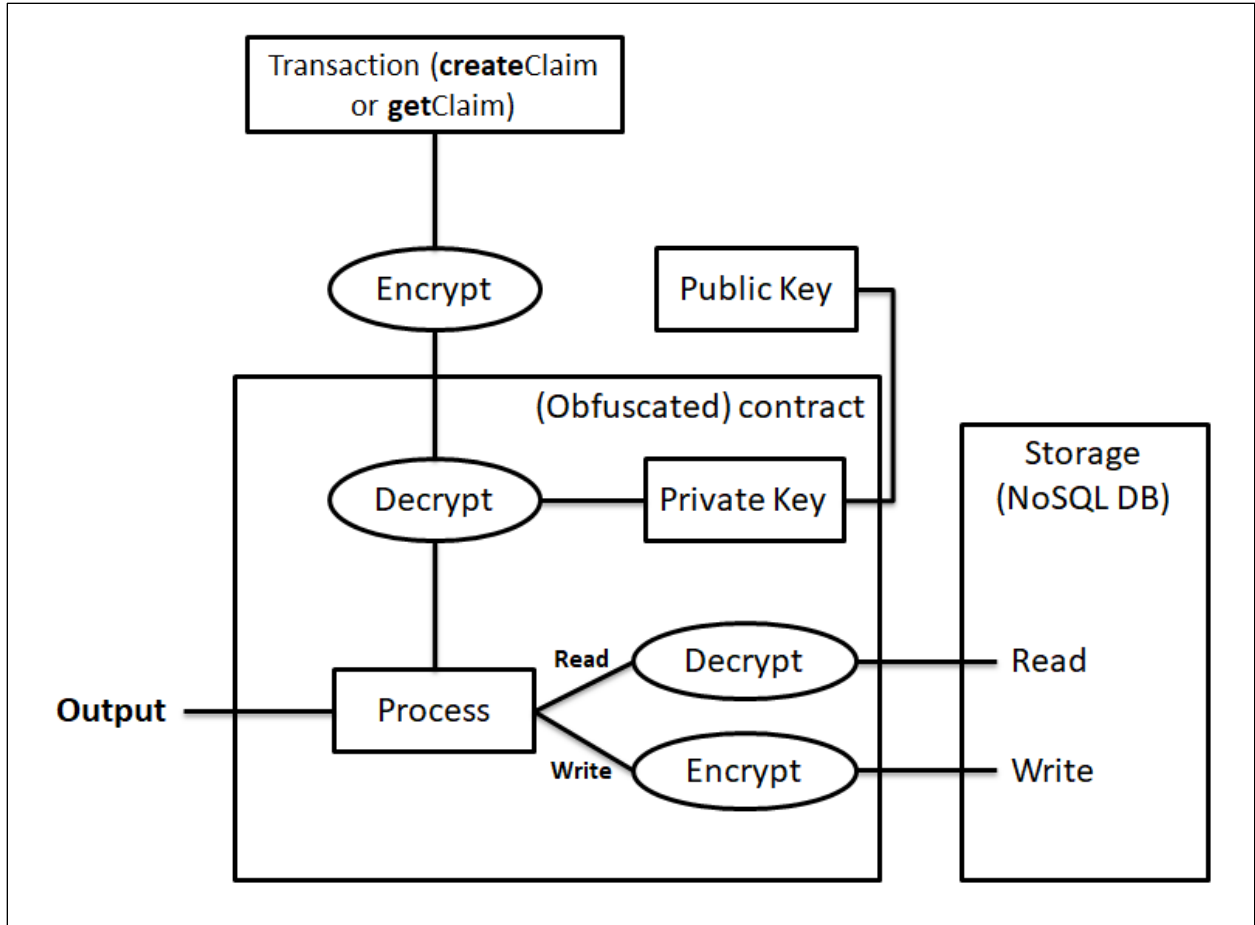 Transaction (createClaim
or getClaim)
Encrypt
Public Key
(Obfuscated) contract
Decrypt
Private Key
Storage
(NoSQL DB)
Read
Decrypt
Read
Output
Process
Write
Encrypt
Write